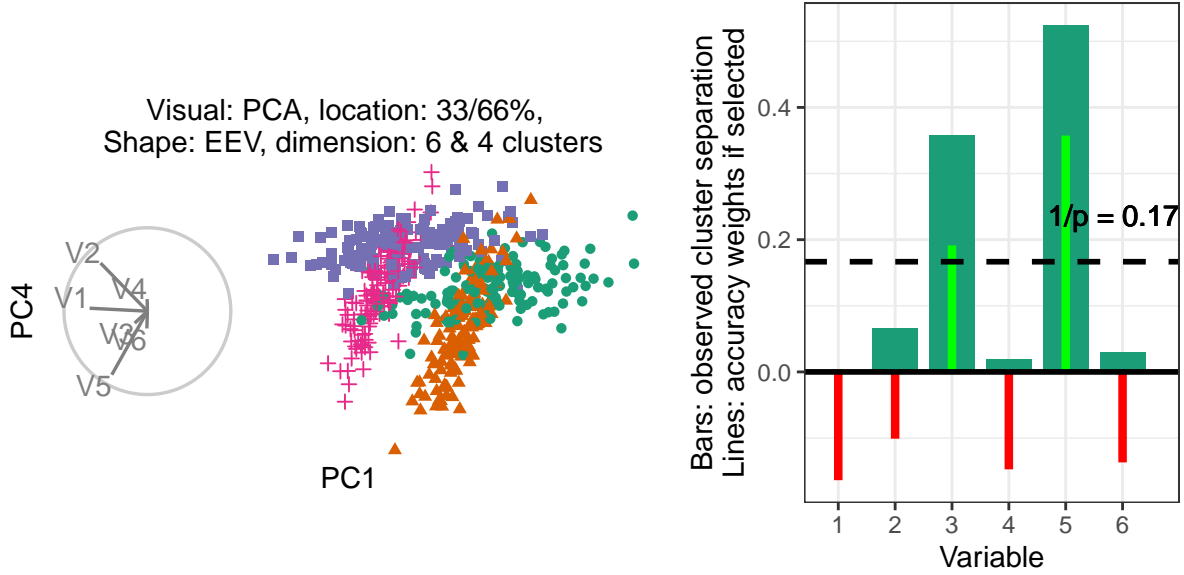 Visual: PCA, location: 33/66%,
Shape: EEV, dimension: 6 & 4 clusters
PC4
V2
V4
V1
V3
V6
V5
PC1
Bars: observed cluster separation
Lines: accuracy weights if selected
0.4
0.2
0.0
1/p = 0.17
1 2 3 4 5 6
Variable